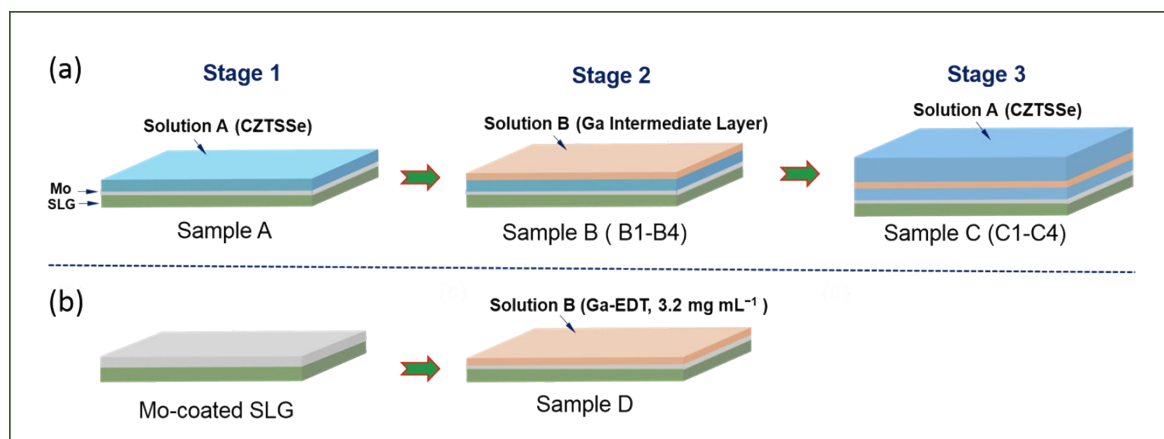 (a)
Stage 1
Stage 2
Stage 3
Solution A (CZTSSe)
Solution B (Ga Intermediate Layer)
Solution A (CZTSSe)
Mo
SLG
Sample A
Sample B ( B1-B4)
Sample C (C1-C4)
(b)
Solution B (Ga-EDT, 3.2 mg mL⁻¹ )
Mo-coated SLG
Sample D